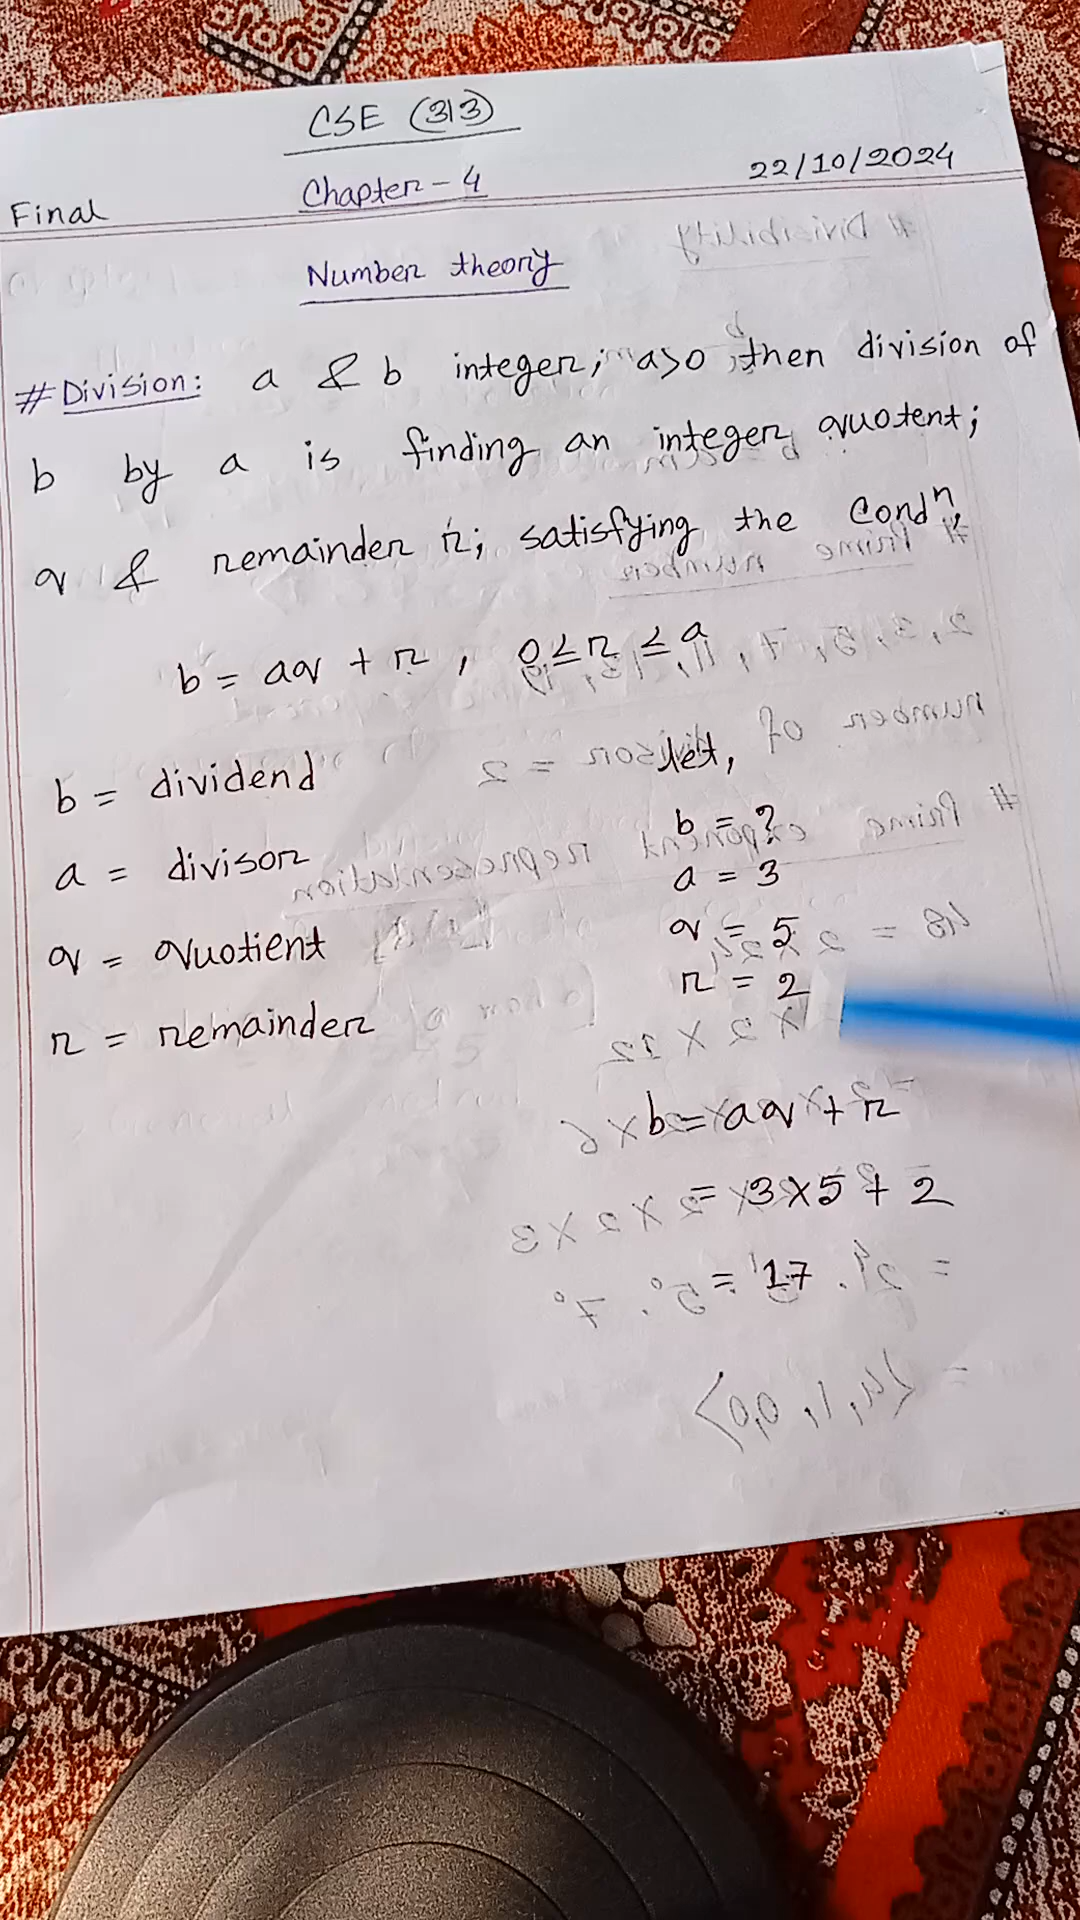 CSE (313)
Final Chapter - 4 22/10/2024
Number theory
# Division: a & b integer; a>0, then division of
b by a is finding an integer quotent;
q & remainder r; satisfying the condn,
b = aq + r , 0 ≤ r ≤ a
b = dividend let,
a = divisor b = ?
q = quotient a = 3
r = remainder q = 5
r = 2
b = aq + r
= 3 × 5 + 2
= 17